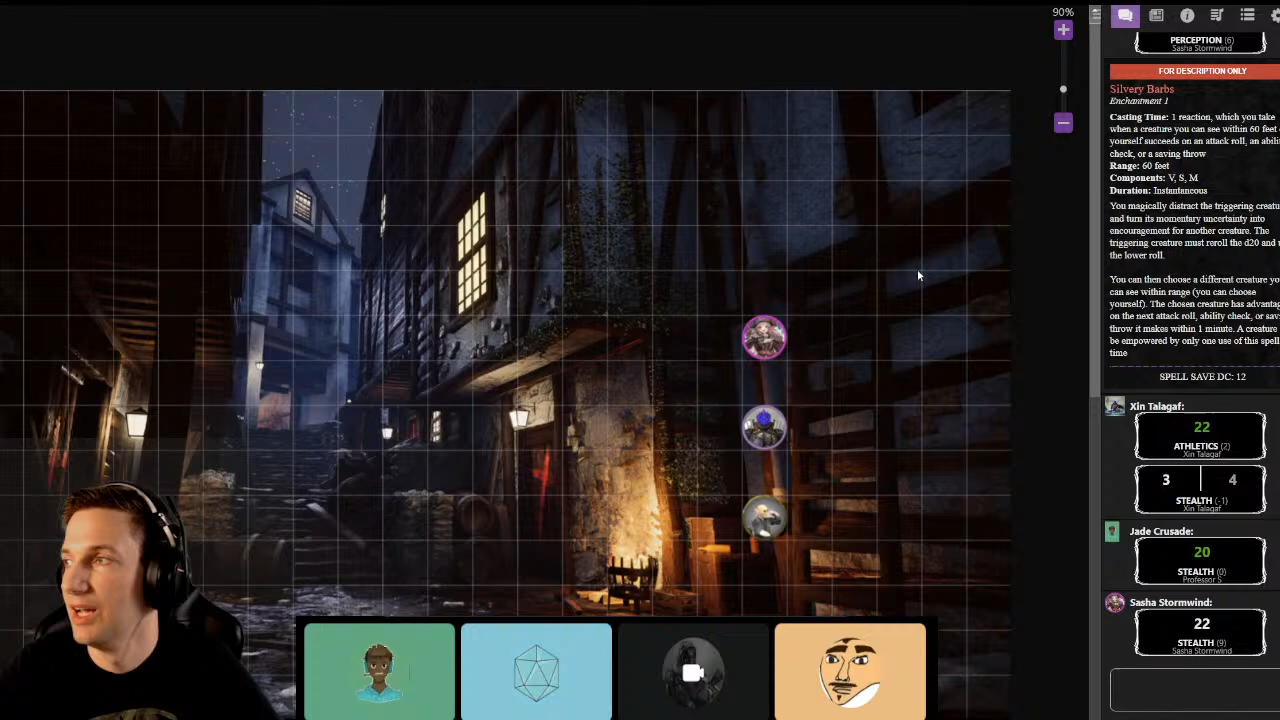 90%
PERCEPTION (6)
Sasha Stormwind
FOR DESCRIPTION ONLY
Silvery Barbs
Enchantment 1
Casting Time: 1 reaction, which you take
when a creature you can see within 60 feet
yourself succeeds on an attack roll, an abili
check, or a saving throw
Range: 60 feet
Components: V, S, M
Duration: Instantaneous
You magically distract the triggering creatu
and turn its momentary uncertainty into
encouragement for another creature. The
triggering creature must reroll the d20 and u
the lower roll.
You can then choose a different creature yo
can see within range (you can choose
yourself). The chosen creature has advantag
on the next attack roll, ability check, or sav
throw it makes within 1 minute. A creature
be empowered by only one use of this spell
time
SPELL SAVE DC: 12
Xin Talagaf:
22
ATHLETICS (2)
Xin Talagaf
3 4
STEALTH (-1)
Xin Talagaf
Jade Crusade:
20
STEALTH (0)
Professor S
Sasha Stormwind:
22
STEALTH (9)
Sasha Stormwind